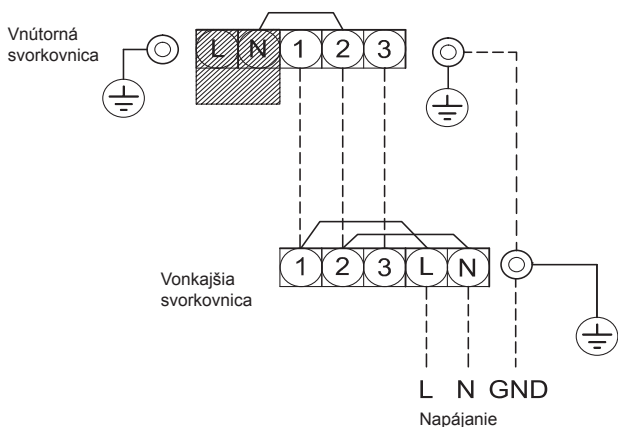 Vnútorná
svorkovnica
L N 1 2 3
1 2 3 L N
Vonkajšia
svorkovnica
L N GND
Napájanie